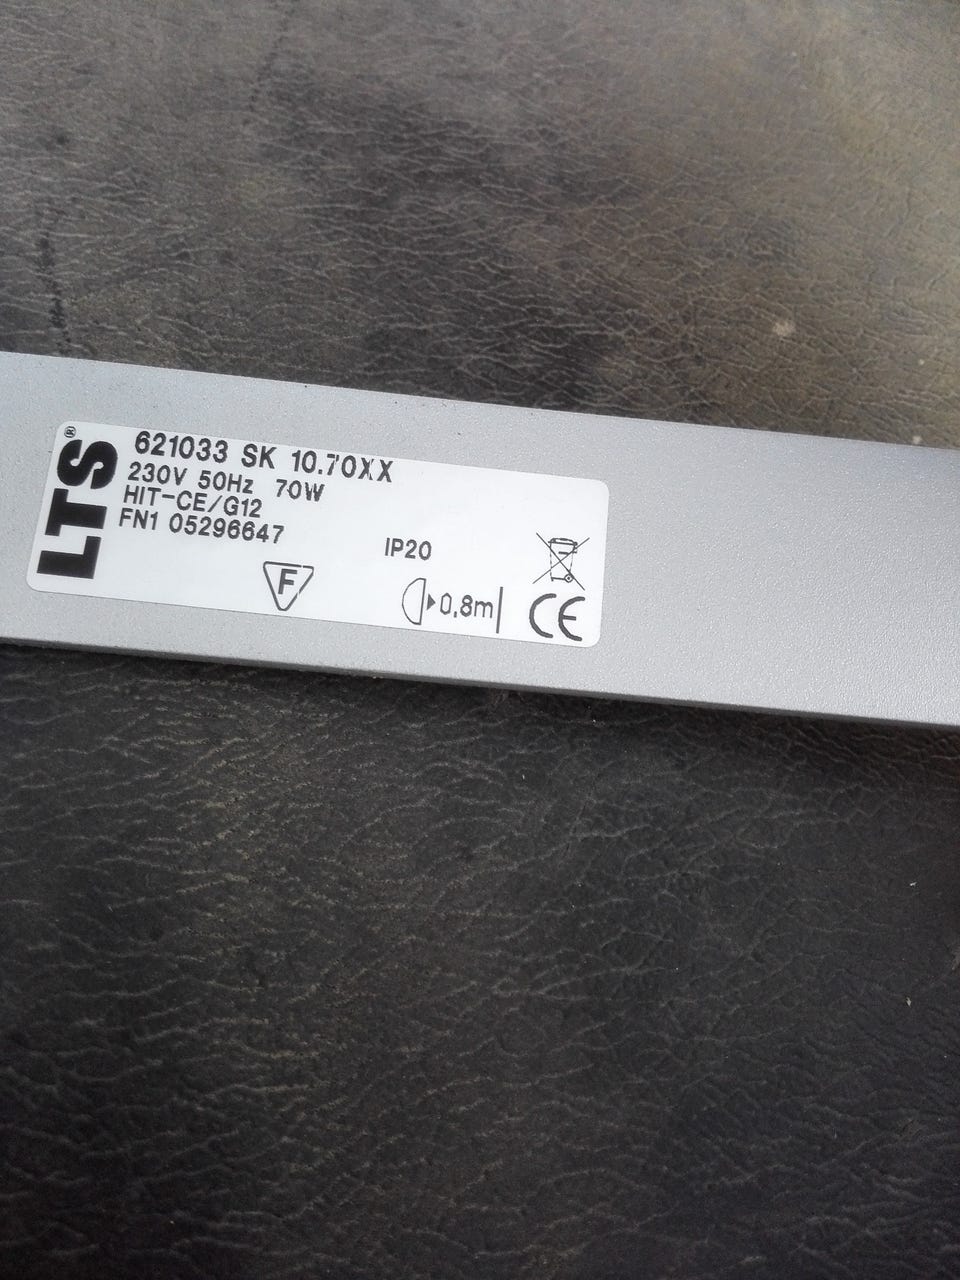 LTS®
621033 SK 10.70XX
230V 50Hz 70W
HIT-CE/G12
FN1 05296647
IP20
F
0,8m
CE